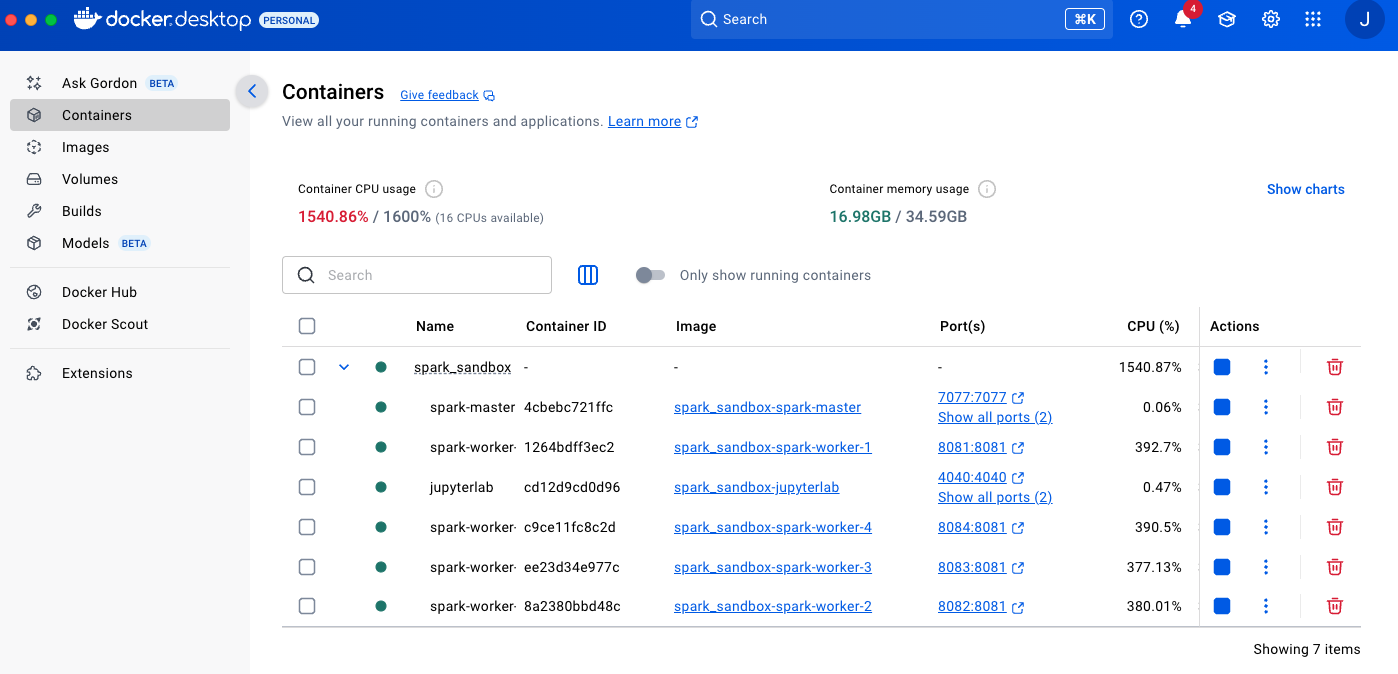 docker.desktop PERSONAL
Search ⌘K
4
J
Ask Gordon BETA
Containers
Images
Volumes
Builds
Models BETA
Docker Hub
Docker Scout
Extensions
Containers Give feedback
View all your running containers and applications. Learn more
Container CPU usage
1540.86% / 1600% (16 CPUs available)
Container memory usage
16.98GB / 34.59GB
Show charts
Search
Only show running containers
Name Container ID Image Port(s) CPU (%) Actions
spark_sandbox - - - 1540.87%
spark-master 4cbebc721ffc spark_sandbox-spark-master 7077:7077 0.06%
Show all ports (2)
spark-worker- 1264bdff3ec2 spark_sandbox-spark-worker-1 8081:8081 392.7%
jupyterlab cd12d9cd0d96 spark_sandbox-jupyterlab 4040:4040 0.47%
Show all ports (2)
spark-worker- c9ce11fc8c2d spark_sandbox-spark-worker-4 8084:8081 390.5%
spark-worker- ee23d34e977c spark_sandbox-spark-worker-3 8083:8081 377.13%
spark-worker- 8a2380bbd48c spark_sandbox-spark-worker-2 8082:8081 380.01%
Showing 7 items